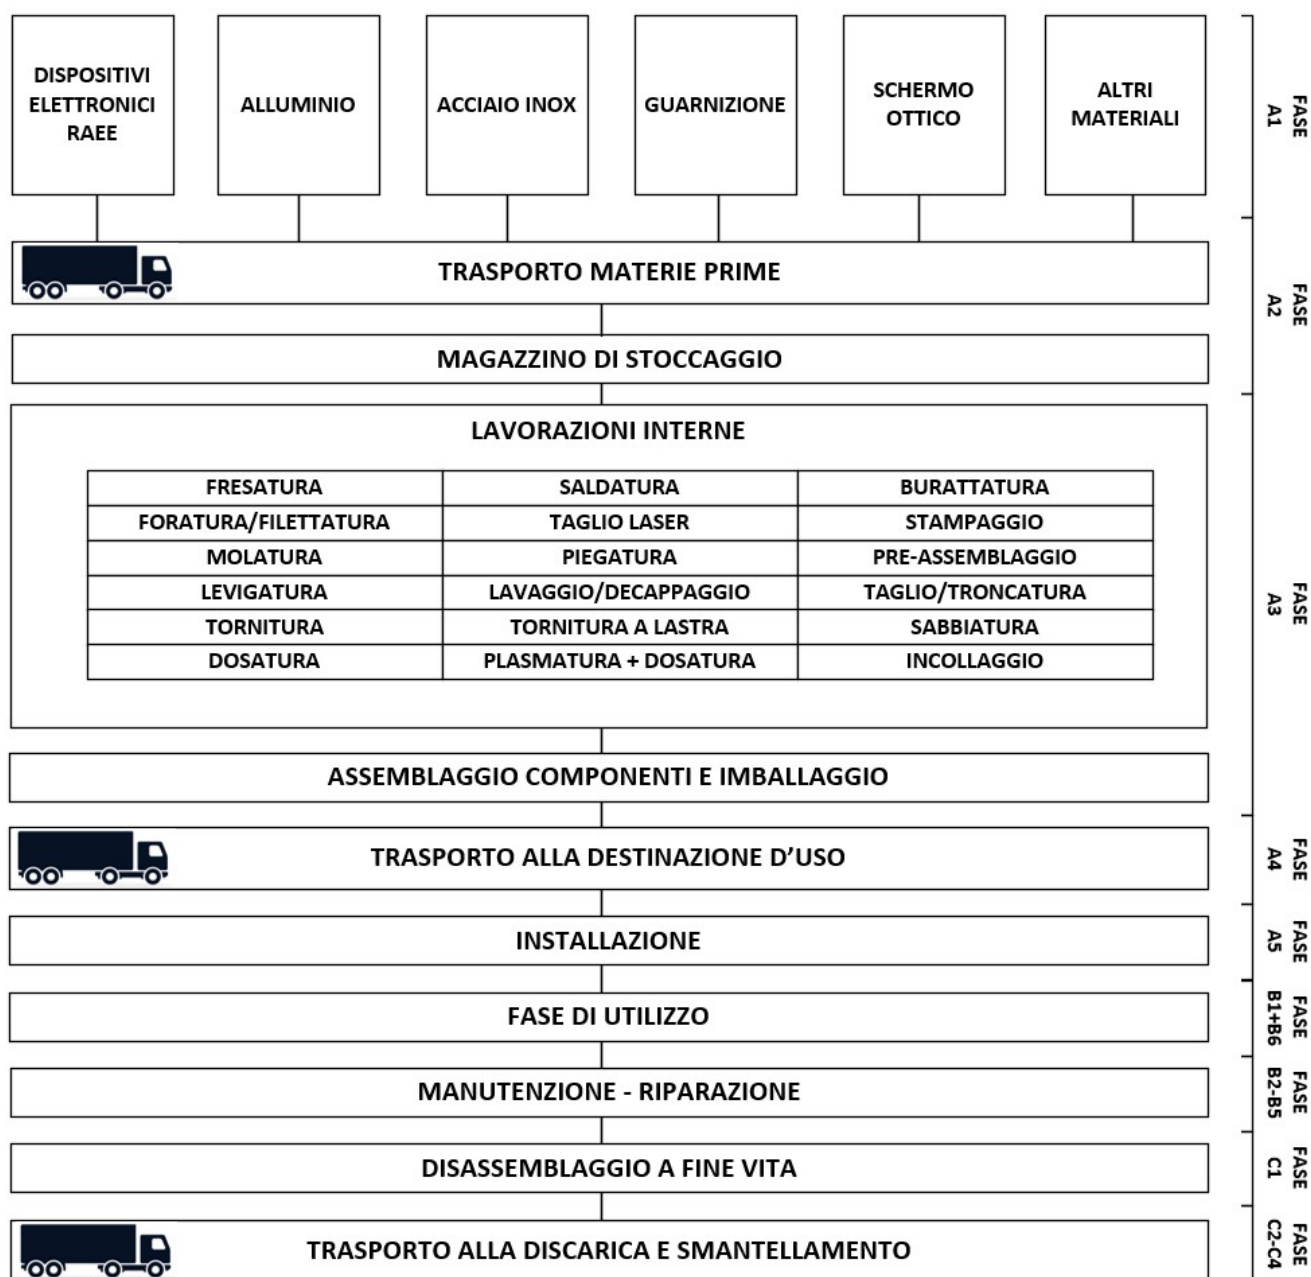 DISPOSITIVI
ELETTRONICI
RAEE
ALLUMINIO
ACCIAIO INOX
GUARNIZIONE
SCHERMO
OTTICO
ALTRI
MATERIALI
FASE
A1
TRASPORTO MATERIE PRIME
FASE
A2
MAGAZZINO DI STOCCAGGIO
LAVORAZIONI INTERNE
FRESATURA SALDATURA BURATTATURA
FORATURA/FILETTATURA TAGLIO LASER STAMPAGGIO
MOLATURA PIEGATURA PRE-ASSEMBLAGGIO
LEVIGATURA LAVAGGIO/DECAPPAGGIO TAGLIO/TRONCATURA
TORNITURA TORNITURA A LASTRA SABBIATURA
DOSATURA PLASMATURA + DOSATURA INCOLLAGGIO
FASE
A3
ASSEMBLAGGIO COMPONENTI E IMBALLAGGIO
TRASPORTO ALLA DESTINAZIONE D’USO
FASE
A4
INSTALLAZIONE
FASE
A5
FASE DI UTILIZZO
FASE
B1+B6
MANUTENZIONE - RIPARAZIONE
FASE
B2-B5
DISASSEMBLAGGIO A FINE VITA
FASE
C1
TRASPORTO ALLA DISCARICA E SMANTELLAMENTO
FASE
C2-C4